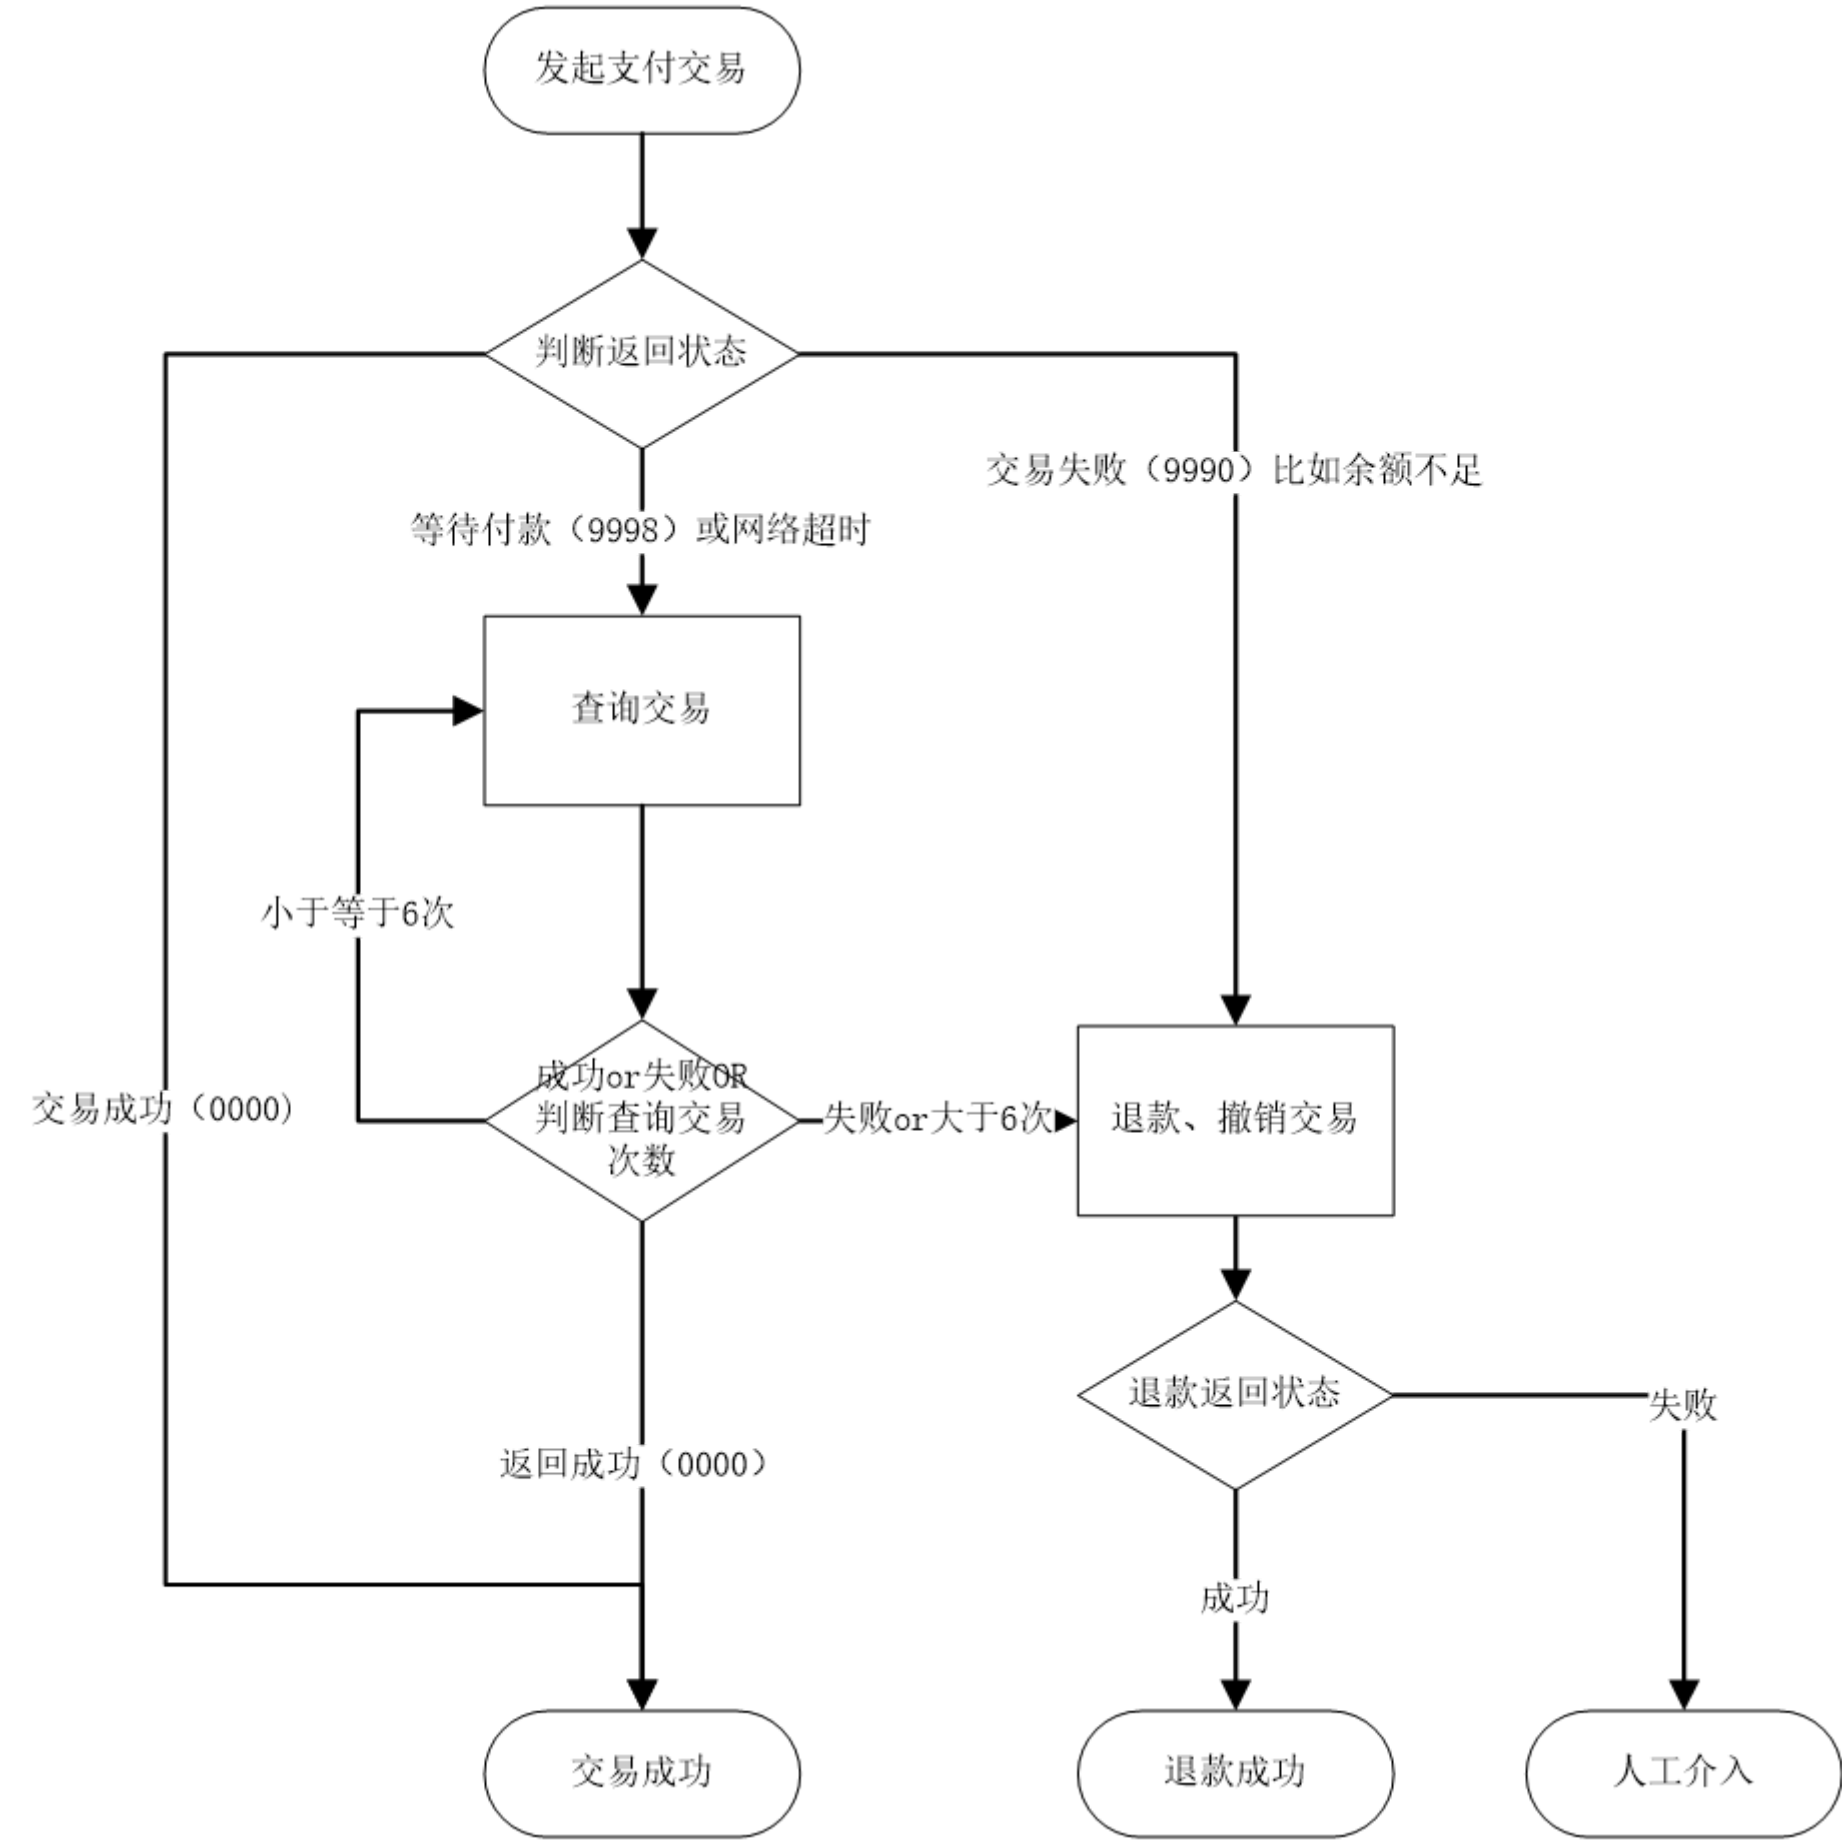 发起支付交易
判断返回状态
交易失败（9990）比如余额不足
等待付款（9998）或网络超时
查询交易
小于等于6次
成功or失败OR
判断查询交易
次数
交易成功（0000）
失败or大于6次
退款、撤销交易
退款返回状态
失败
返回成功（0000）
成功
交易成功
退款成功
人工介入